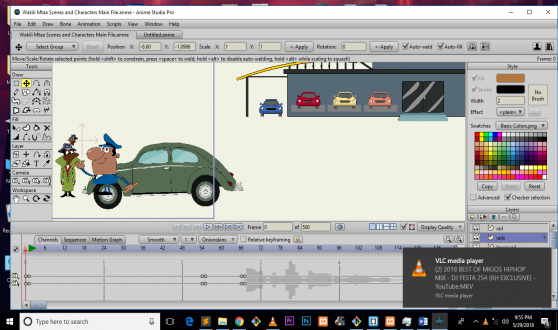 Wakili Mtaa Scenes and Characters Main File.anme - Anime Studio Pro
File Edit Draw Bone Animation Scripts View Window Help
Wakili Mtaa Scenes and Characters Main File.anme Untitled.anme
Select Group Reset Position X: -8.60 Y: -1.0986 Scale X: 1 Y: 1 <-Apply Rotation: 0 <-Apply Auto-weld Auto-fill
Move/Scale/Rotate selected points (hold <shift> to constrain, press <space> to weld, hold <alt> to disable auto-welding, hold <alt> while scaling to squash) Frame: 0
Tools
Draw
Fill
Layer
Camera
Workspace
Style
Fill
Stroke
Width 2
No Brush
Effect <plain>
Swatches Basic Colors.png
Copy Paste Reset
Advanced Checker selection
Layers
Frame 0 of 500 Display Quality
Channels Sequences Motion Graph Smooth 1 Onionskins Relative keyframing
6 12 18 24 30 36 42 48 54 60 66 72 78 84 90 96 102 108 114
VLC media player
(2) 2018 BEST OF MIGOS HIPHOP
MIX - DJ FESTA 254 (RH EXCLUSIVE) -
YouTube.MKV
VLC media player
Type here to search
9:55 PM
5/29/2018